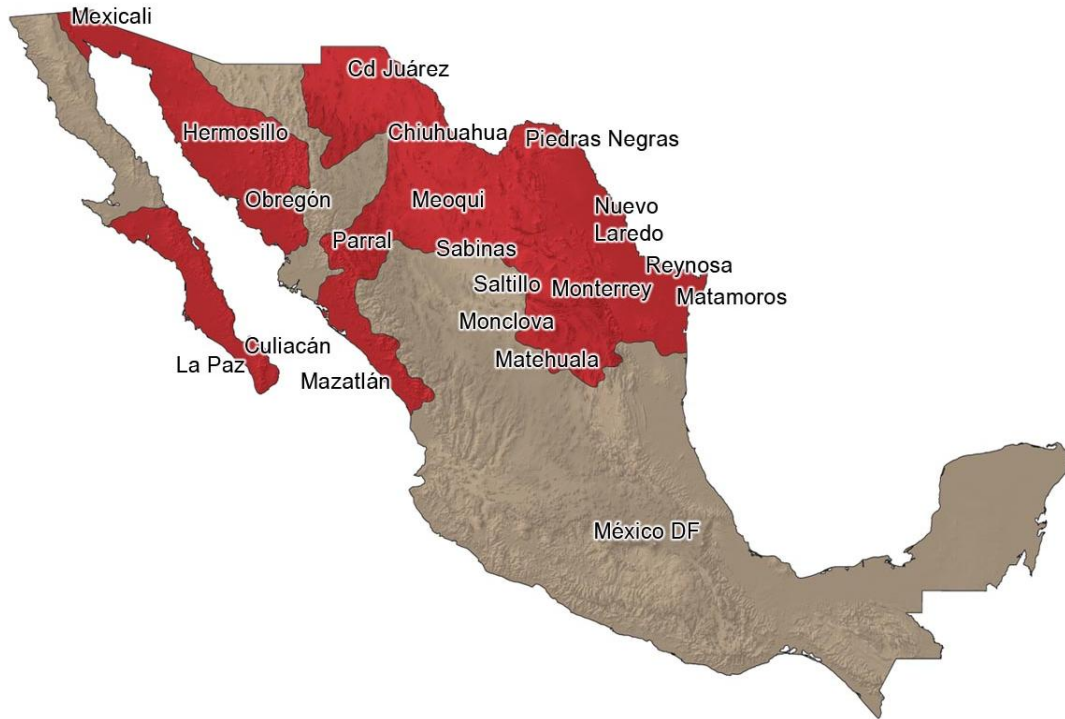 Mexicali
Cd Juárez
Hermosillo
Chiuhuahua
Piedras Negras
Obregón
Meoqui
Nuevo
Laredo
Parral
Sabinas
Reynosa
Saltillo
Monterrey
Matamoros
Monclova
Culiacán
La Paz
Mazatlán
Matehuala
México DF